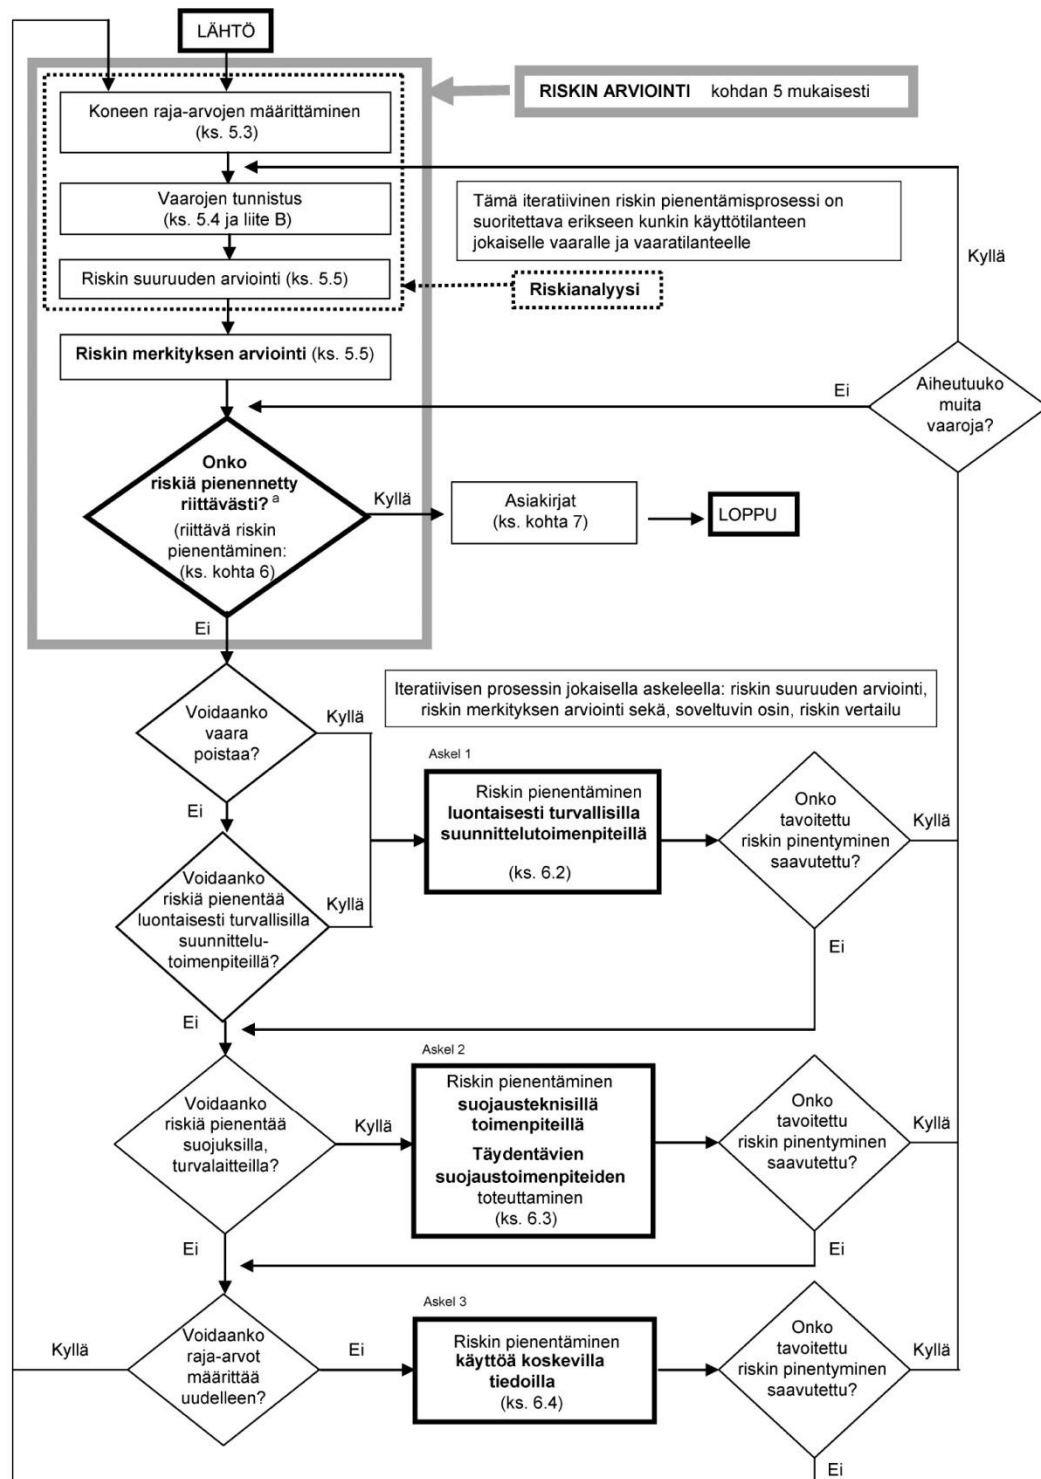 LÄHTÖ
RISKIN ARVIOINTI kohdan 5 mukaisesti
Koneen raja-arvojen määrittäminen
(ks. 5.3)
Vaarojen tunnistus
(ks. 5.4 ja liite B)
Tämä iteratiivinen riskin pienentämisprosessi on
suoritettava erikseen kunkin käyttötilanteen
jokaiselle vaaralle ja vaaratilanteelle
Kyllä
Riskin suuruuden arviointi (ks. 5.5)
Riskianalyysi
Riskin merkityksen arviointi (ks. 5.5)
Ei
Aiheutuuko
muita
vaaroja?
Onko
riskiä pienennetty
riittävästi? a
(riittävä riskin
pienentäminen:
(ks. kohta 6)
Kyllä
Asiakirjat
(ks. kohta 7)
LOPPU
Ei
Voidaanko
vaara
poistaa?
Kyllä
Iteratiivisen prosessin jokaisella askeleella: riskin suuruuden arviointi,
riskin merkityksen arviointi sekä, soveltuvin osin, riskin vertailu
Ei
Askel 1
Riskin pienentäminen
luontaisesti turvallisilla
suunnittelutoimenpiteillä
(ks. 6.2)
Onko
tavoitettu
riskin pinentyminen
saavutettu?
Kyllä
Voidaanko
riskiä pienentää
luontaisesti turvallisilla
suunnittelu-
toimenpiteillä?
Kyllä
Ei
Ei
Askel 2
Voidaanko
riskiä pienentää
suojuksilla,
turvalaitteilla?
Kyllä
Riskin pienentäminen
suojausteknisillä
toimenpiteillä
Täydentävien
suojaustoimenpiteiden
toteuttaminen
(ks. 6.3)
Onko
tavoitettu
riskin pinentyminen
saavutettu?
Kyllä
Ei
Ei
Askel 3
Kyllä
Voidaanko
raja-arvot
määrittää
uudelleen?
Ei
Riskin pienentäminen
käyttöä koskevilla
tiedoilla
(ks. 6.4)
Onko
tavoitettu
riskin pinentyminen
saavutettu?
Kyllä
Ei